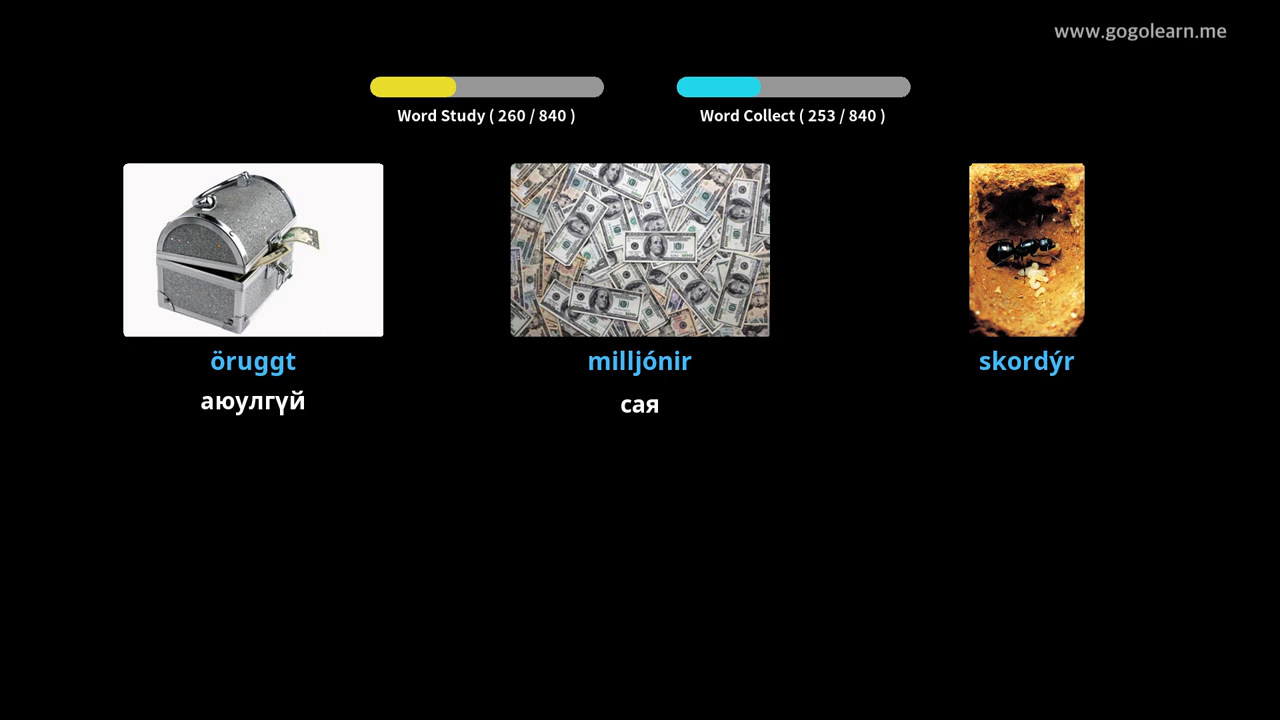 www.gogolearn.me
Word Study ( 260 / 840 )
Word Collect ( 253 / 840 )
öruggt
milljónir
skordýr
аюулгүй
сая